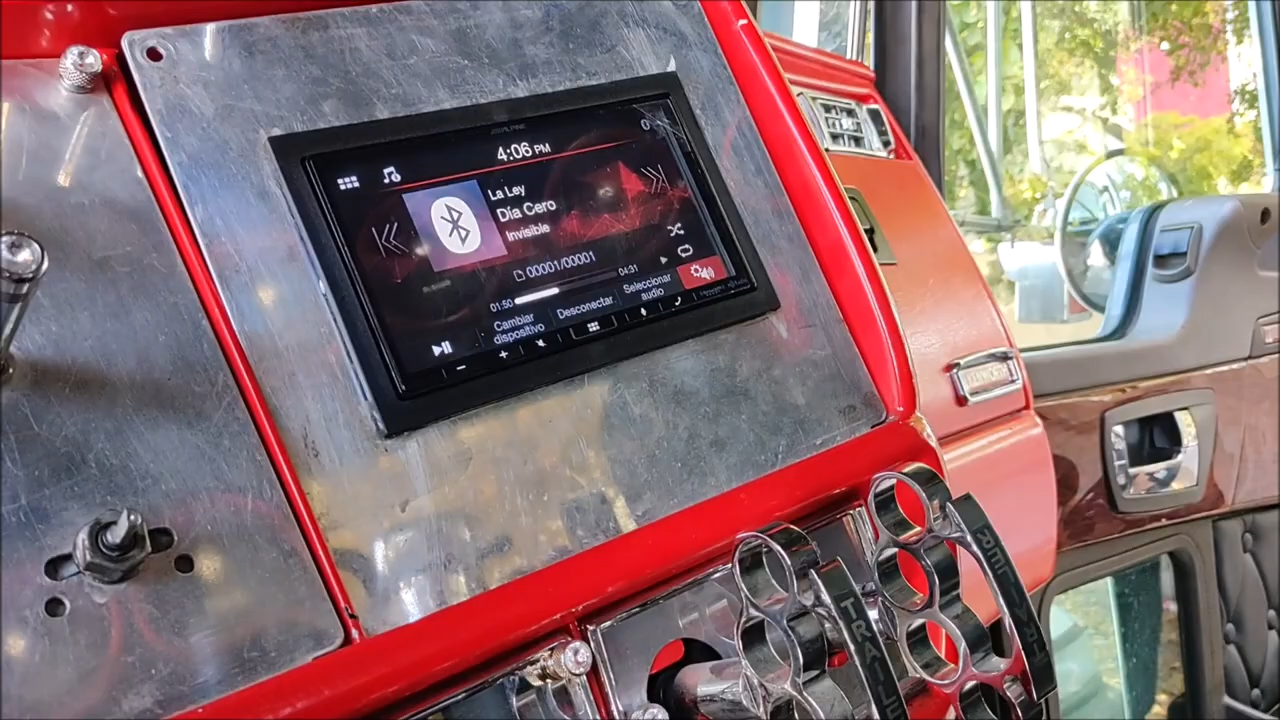 ALPINE
4:06 PM
La Ley
Día Cero
Invisible
00001/00001
01:50
04:31
Cambiar
dispositivo
Desconectar
Seleccionar
audio